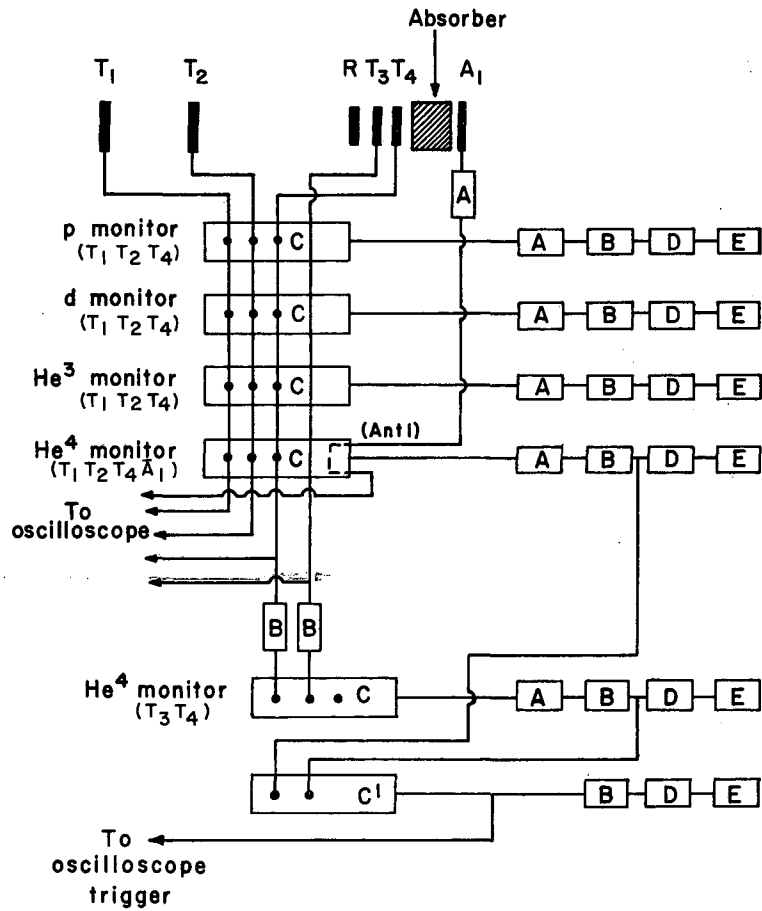 Absorber
T1 T2 R T3 T4 A1
A
p monitor
(T1 T2 T4)
C A B D E
d monitor
(T1 T2 T4)
C A B D E
He3 monitor
(T1 T2 T4)
C A B D E
(Anti)
He4 monitor
(T1 T2 T4 Ā1)
C A B D E
To
oscilloscope
B B
He4 monitor
(T3 T4)
C A B D E
C' B D E
To
oscilloscope
trigger